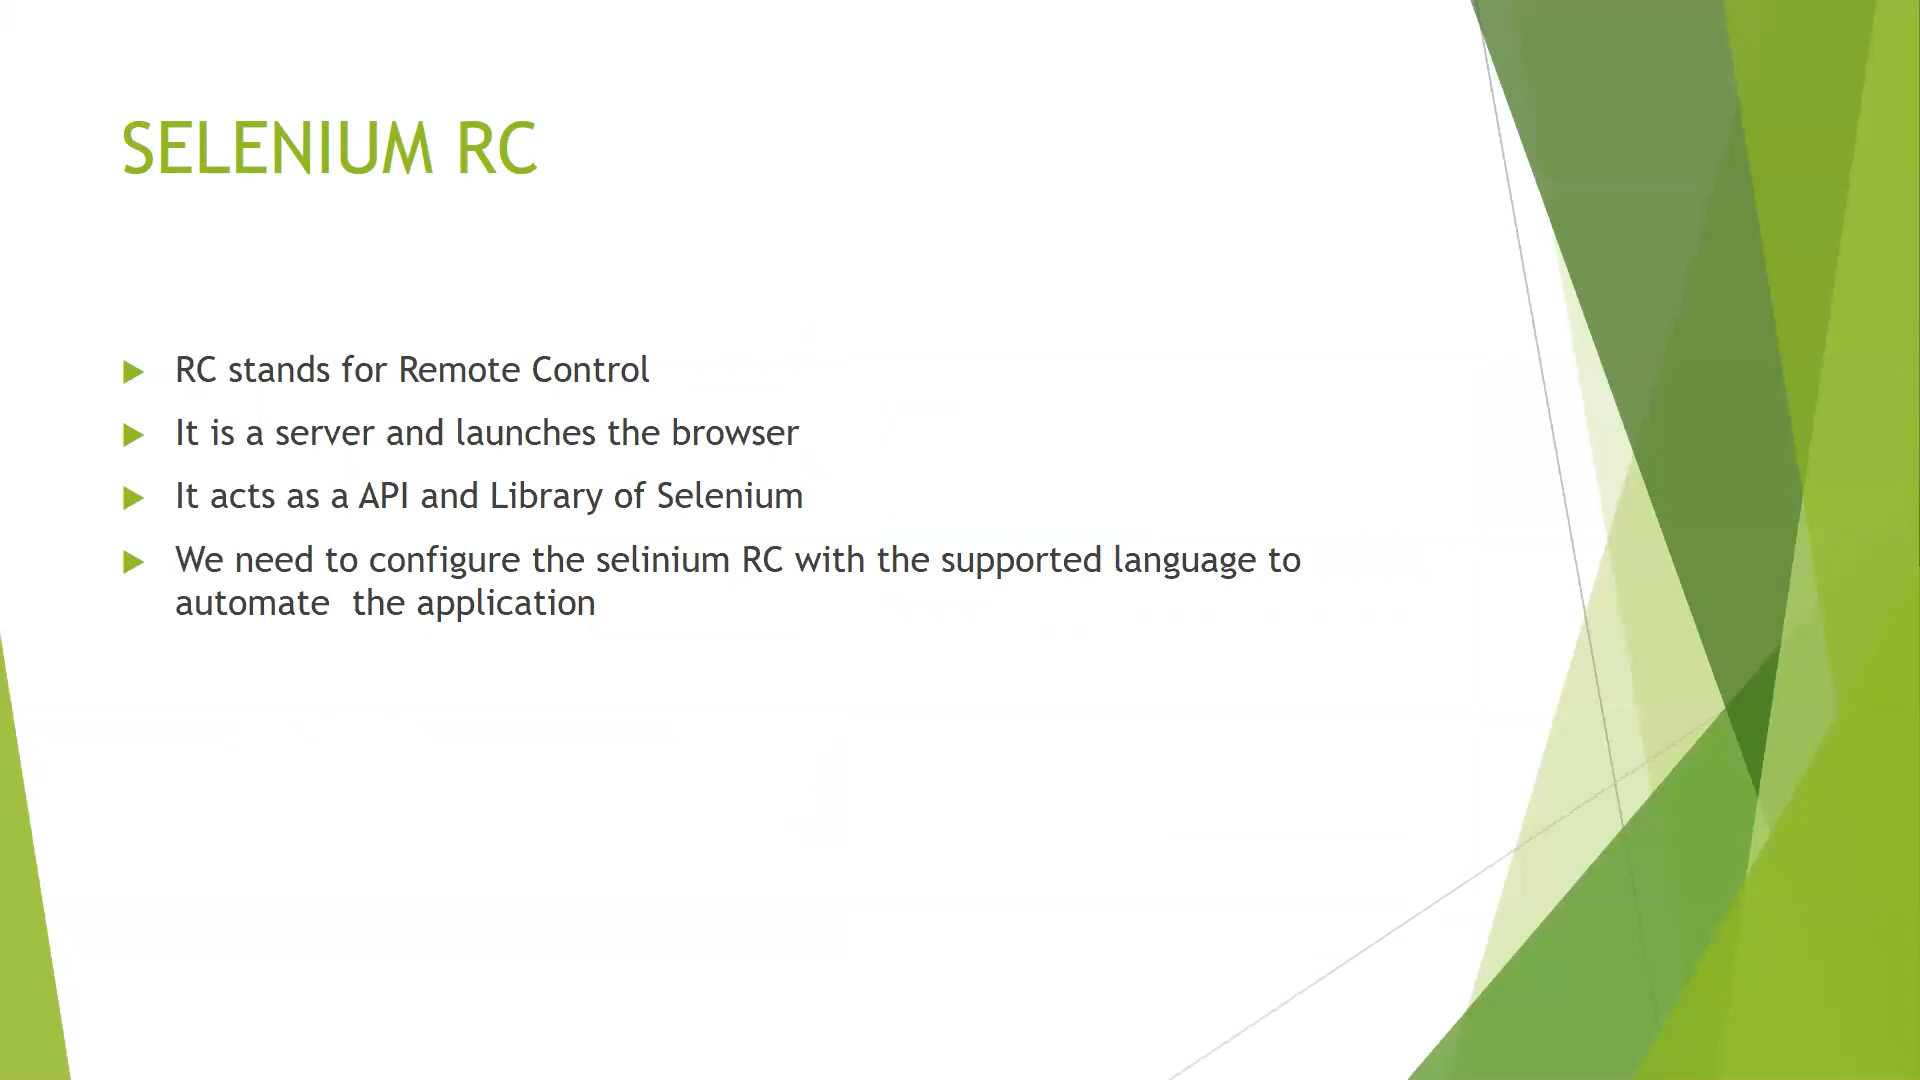 SELENIUM RC
RC stands for Remote Control
It is a server and launches the browser
It acts as a API and Library of Selenium
We need to configure the selinium RC with the supported language to
automate  the application